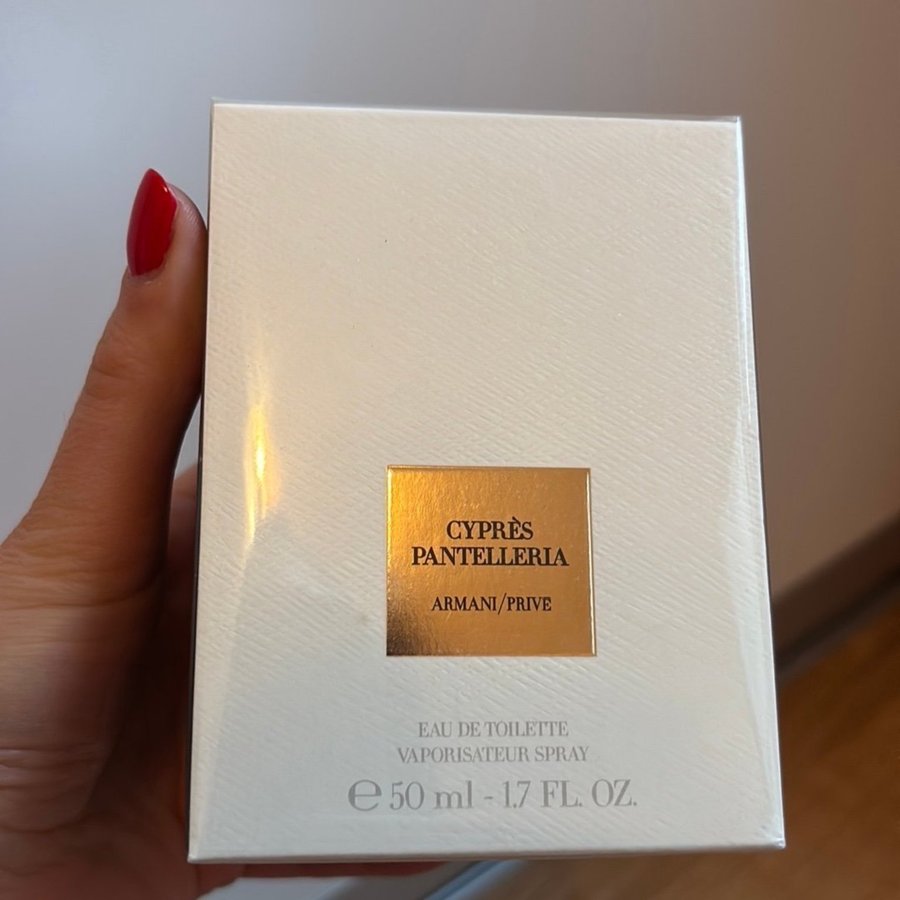 CYPRÈS
PANTELLERIA
ARMANI/PRIVE
EAU DE TOILETTE
VAPORISATEUR SPRAY
℮ 50 ml - 1.7 FL. OZ.